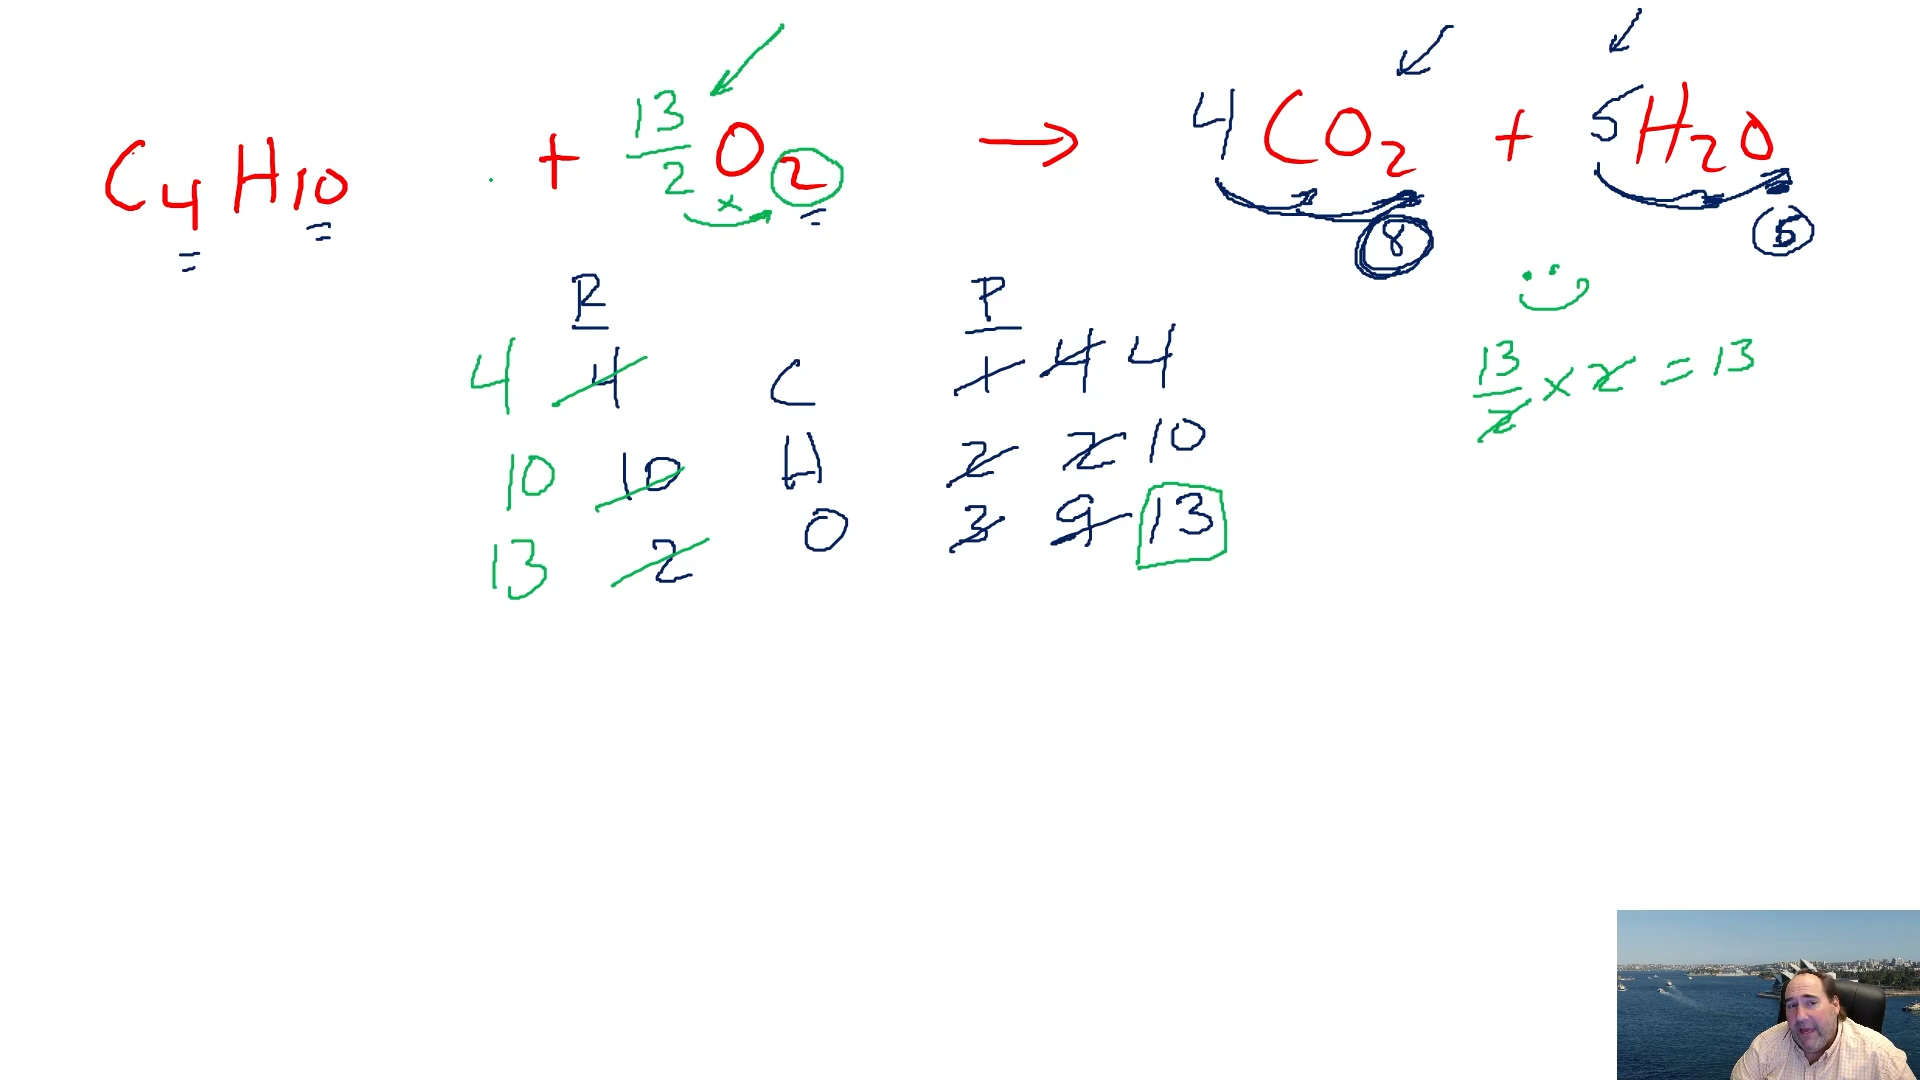 C4H10 + 13/2 O2 → 4CO2 + 5H2O
x
8 5
R P
4 4 C 1 4 4
10 10 H 2 2 10
13 2 O 3 9 13
13/2 x 2 = 13